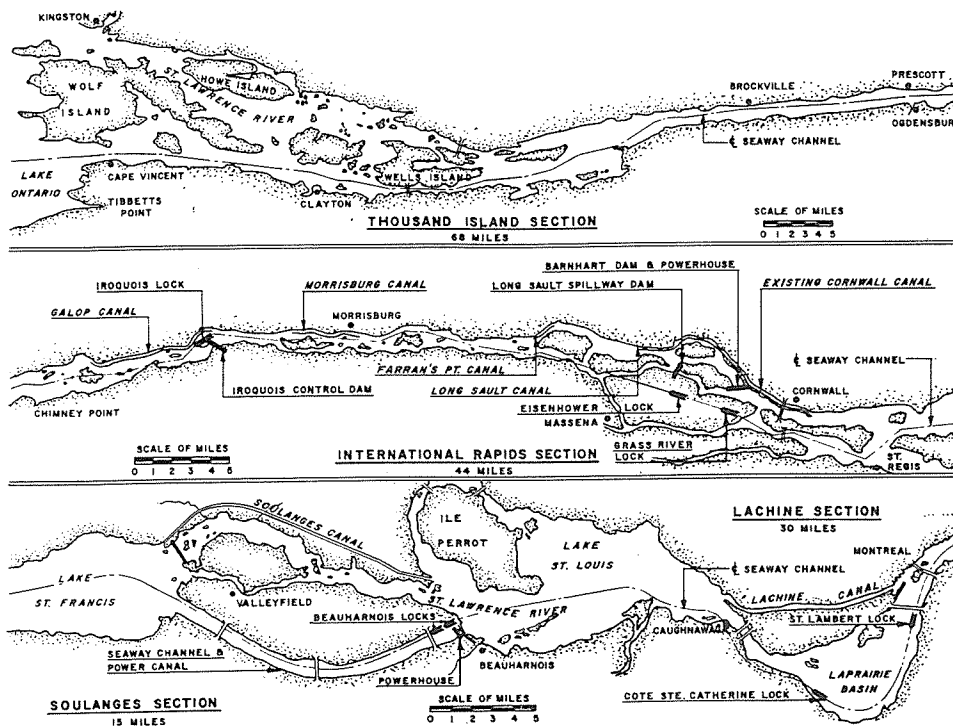 KINGSTON
WOLF
ISLAND
HOWE ISLAND
ST. LAWRENCE
RIVER
LAKE
ONTARIO
CAPE VINCENT
TIBBETTS
POINT
CLAYTON
WELLS ISLAND
BROCKVILLE
PRESCOTT
OGDENSBUR
℄ SEAWAY CHANNEL
THOUSAND ISLAND SECTION
68 MILES
SCALE OF MILES
0 1 2 3 4 5
IROQUOIS LOCK
GALOP CANAL
MORRISBURG CANAL
MORRISBURG
BARNHART DAM & POWERHOUSE
LONG SAULT SPILLWAY DAM
EXISTING CORNWALL CANAL
℄ SEAWAY CHANNEL
CORNWALL
CHIMNEY POINT
IROQUOIS CONTROL DAM
FARRAN'S PT. CANAL
LONG SAULT CANAL
EISENHOWER LOCK
MASSENA
GRASS RIVER
LOCK
ST.
REGIS
SCALE OF MILES
0 1 2 3 4 5
INTERNATIONAL RAPIDS SECTION
44 MILES
SOULANGES CANAL
ILE
PERROT
LAKE
ST. LOUIS
LACHINE SECTION
30 MILES
MONTREAL
℄ SEAWAY CHANNEL
LAKE
ST. FRANCIS
VALLEYFIELD
ST. LAWRENCE RIVER
LACHINE CANAL
BEAUHARNOIS LOCKS
CAUGHNAWAGA
ST. LAMBERT LOCK
SEAWAY CHANNEL &
POWER CANAL
POWERHOUSE
BEAUHARNOIS
LAPRAIRIE
BASIN
COTE STE. CATHERINE LOCK
SOULANGES SECTION
15 MILES
SCALE OF MILES
0 1 2 3 4 5